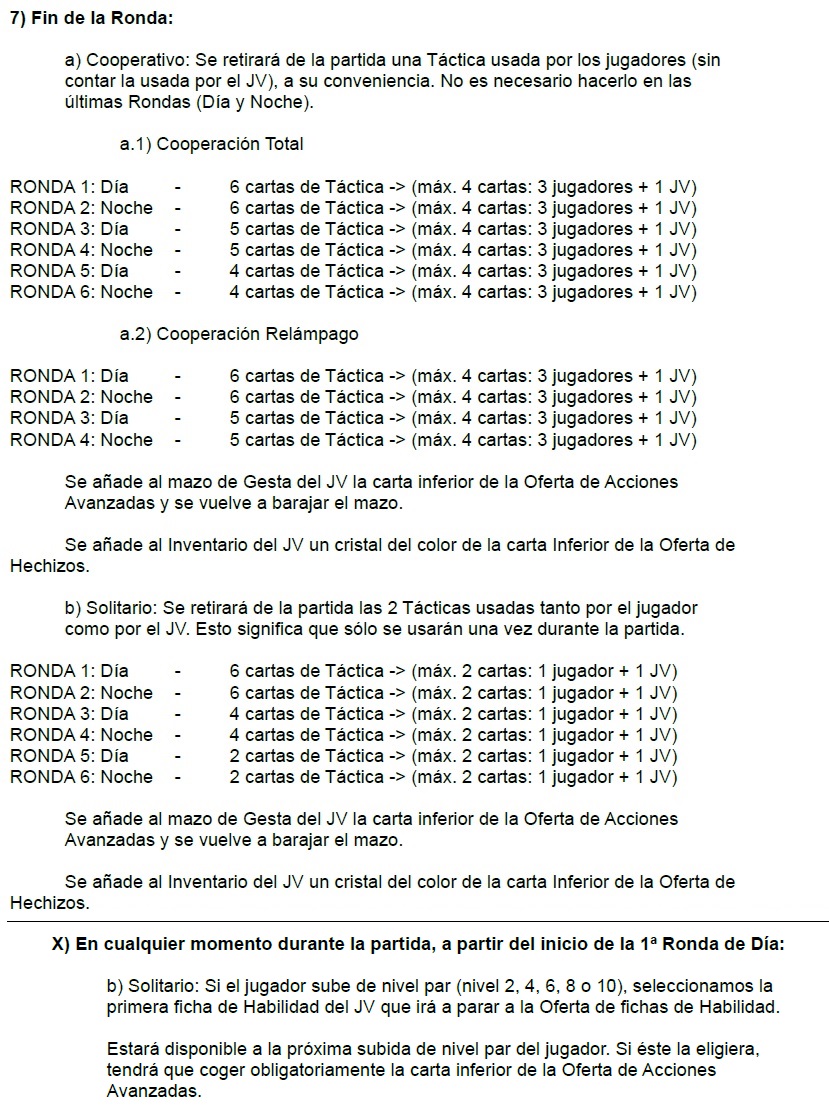 7) Fin de la Ronda:
a) Cooperativo: Se retirará de la partida una Táctica usada por los jugadores (sin
contar la usada por el JV), a su conveniencia. No es necesario hacerlo en las
últimas Rondas (Día y Noche).
a.1) Cooperación Total
RONDA 1: Día - 6 cartas de Táctica -> (máx. 4 cartas: 3 jugadores + 1 JV)
RONDA 2: Noche - 6 cartas de Táctica -> (máx. 4 cartas: 3 jugadores + 1 JV)
RONDA 3: Día - 5 cartas de Táctica -> (máx. 4 cartas: 3 jugadores + 1 JV)
RONDA 4: Noche - 5 cartas de Táctica -> (máx. 4 cartas: 3 jugadores + 1 JV)
RONDA 5: Día - 4 cartas de Táctica -> (máx. 4 cartas: 3 jugadores + 1 JV)
RONDA 6: Noche - 4 cartas de Táctica -> (máx. 4 cartas: 3 jugadores + 1 JV)
a.2) Cooperación Relámpago
RONDA 1: Día - 6 cartas de Táctica -> (máx. 4 cartas: 3 jugadores + 1 JV)
RONDA 2: Noche - 6 cartas de Táctica -> (máx. 4 cartas: 3 jugadores + 1 JV)
RONDA 3: Día - 5 cartas de Táctica -> (máx. 4 cartas: 3 jugadores + 1 JV)
RONDA 4: Noche - 5 cartas de Táctica -> (máx. 4 cartas: 3 jugadores + 1 JV)
Se añade al mazo de Gesta del JV la carta inferior de la Oferta de Acciones
Avanzadas y se vuelve a barajar el mazo.
Se añade al Inventario del JV un cristal del color de la carta Inferior de la Oferta de
Hechizos.
b) Solitario: Se retirará de la partida las 2 Tácticas usadas tanto por el jugador
como por el JV. Esto significa que sólo se usarán una vez durante la partida.
RONDA 1: Día - 6 cartas de Táctica -> (máx. 2 cartas: 1 jugador + 1 JV)
RONDA 2: Noche - 6 cartas de Táctica -> (máx. 2 cartas: 1 jugador + 1 JV)
RONDA 3: Día - 4 cartas de Táctica -> (máx. 2 cartas: 1 jugador + 1 JV)
RONDA 4: Noche - 4 cartas de Táctica -> (máx. 2 cartas: 1 jugador + 1 JV)
RONDA 5: Día - 2 cartas de Táctica -> (máx. 2 cartas: 1 jugador + 1 JV)
RONDA 6: Noche - 2 cartas de Táctica -> (máx. 2 cartas: 1 jugador + 1 JV)
Se añade al mazo de Gesta del JV la carta inferior de la Oferta de Acciones
Avanzadas y se vuelve a barajar el mazo.
Se añade al Inventario del JV un cristal del color de la carta Inferior de la Oferta de
Hechizos.
X) En cualquier momento durante la partida, a partir del inicio de la 1ª Ronda de Día:
b) Solitario: Si el jugador sube de nivel par (nivel 2, 4, 6, 8 o 10), seleccionamos la
primera ficha de Habilidad del JV que irá a parar a la Oferta de fichas de Habilidad.
Estará disponible a la próxima subida de nivel par del jugador. Si éste la eligiera,
tendrá que coger obligatoriamente la carta inferior de la Oferta de Acciones
Avanzadas.